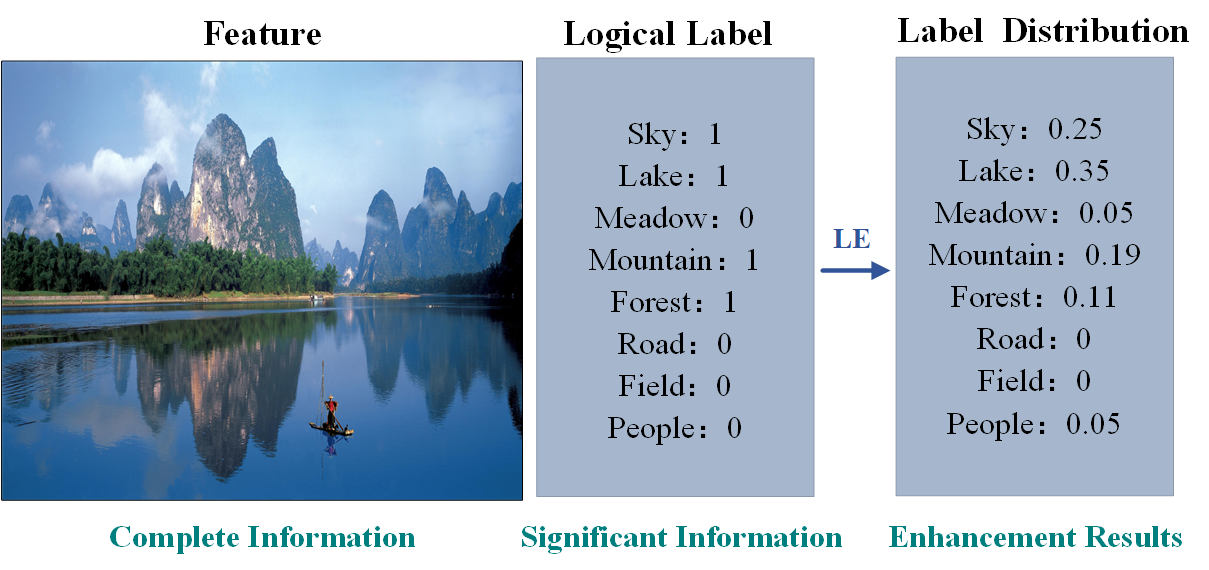 Feature
Logical Label
Label Distribution
Sky：1
Lake：1
Meadow：0
Mountain：1
Forest：1
Road：0
Field：0
People：0
LE
Sky：0.25
Lake：0.35
Meadow：0.05
Mountain：0.19
Forest：0.11
Road：0
Field：0
People：0.05
Complete Information
Significant Information
Enhancement Results